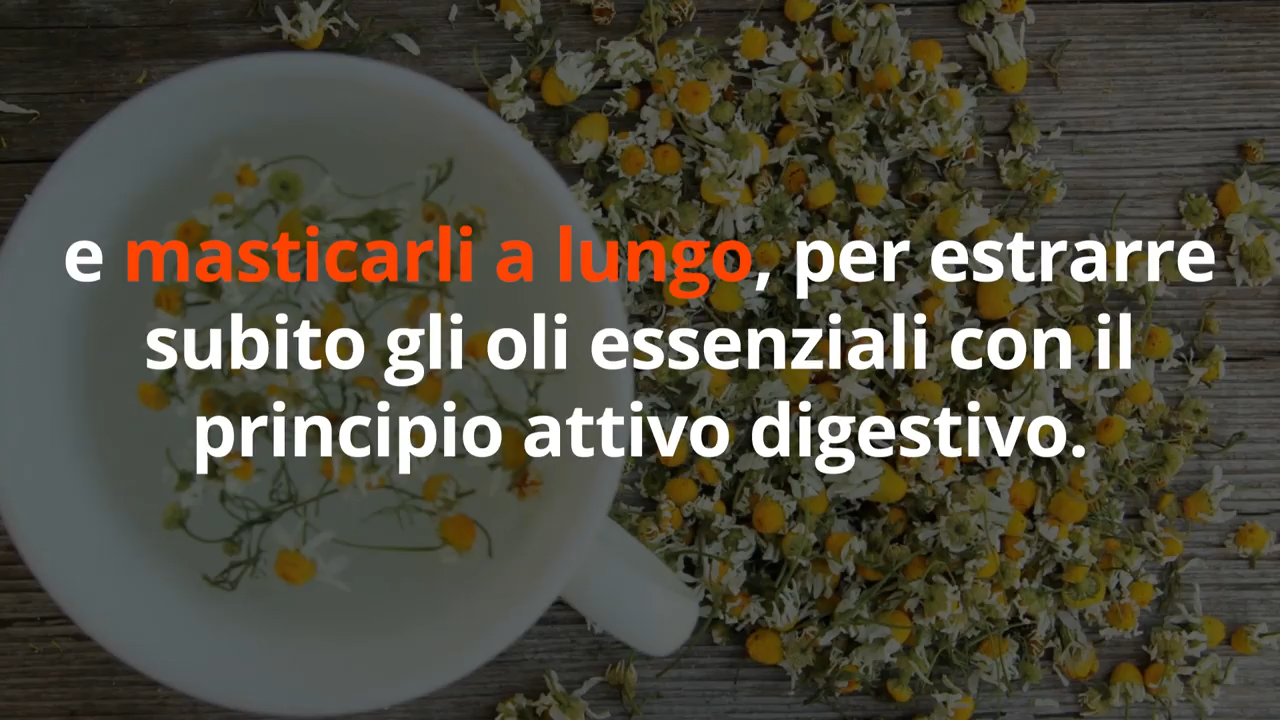 e masticarli a lungo, per estrarre
subito gli oli essenziali con il
principio attivo digestivo.